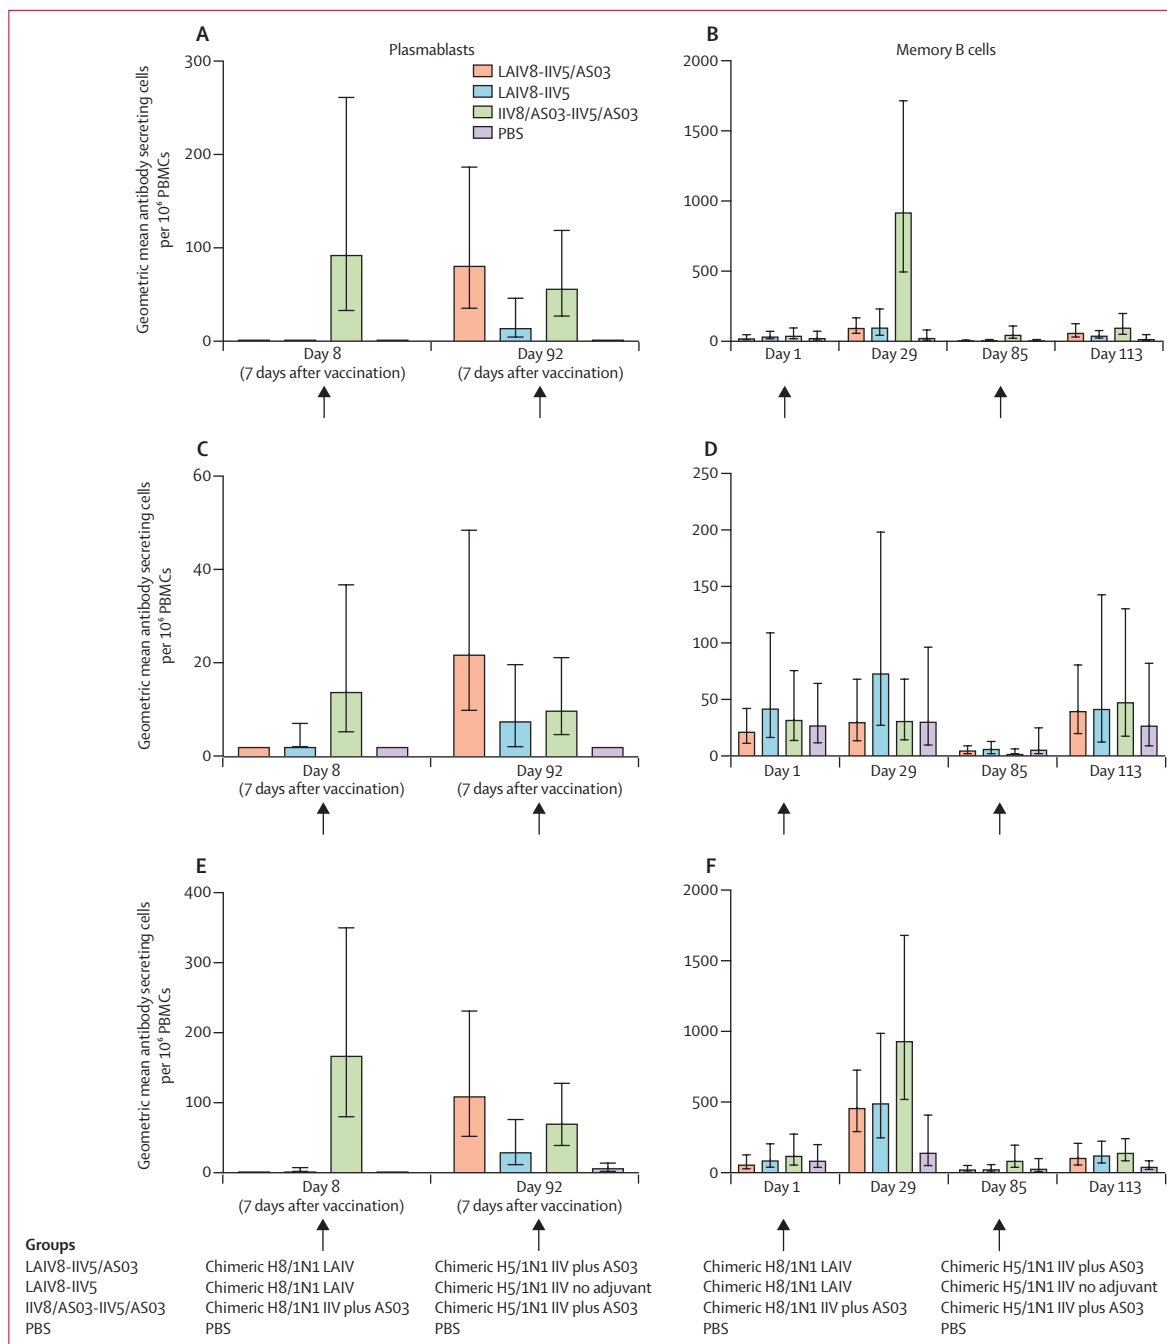 A
B
Plasmablasts
Memory B cells
LAIV8-IIV5/AS03
LAIV8-IIV5
IIV8/AS03-IIV5/AS03
PBS
Geometric mean antibody secreting cells
per 10⁶ PBMCs
300
200
100
0
Day 8
(7 days after vaccination)
Day 92
(7 days after vaccination)
2000
1500
1000
500
0
Day 1
Day 29
Day 85
Day 113
C
D
Geometric mean antibody secreting cells
per 10⁶ PBMCs
60
40
20
0
Day 8
(7 days after vaccination)
Day 92
(7 days after vaccination)
250
200
150
100
50
0
Day 1
Day 29
Day 85
Day 113
E
F
Geometric mean antibody secreting cells
per 10⁶ PBMCs
400
300
200
100
0
Day 8
(7 days after vaccination)
Day 92
(7 days after vaccination)
2000
1500
1000
500
0
Day 1
Day 29
Day 85
Day 113
Groups
LAIV8-IIV5/AS03 Chimeric H8/1N1 LAIV Chimeric H5/1N1 IIV plus AS03 Chimeric H8/1N1 LAIV Chimeric H5/1N1 IIV plus AS03
LAIV8-IIV5 Chimeric H8/1N1 LAIV Chimeric H5/1N1 IIV no adjuvant Chimeric H8/1N1 LAIV Chimeric H5/1N1 IIV no adjuvant
IIV8/AS03-IIV5/AS03 Chimeric H8/1N1 IIV plus AS03 Chimeric H5/1N1 IIV plus AS03 Chimeric H8/1N1 IIV plus AS03 Chimeric H5/1N1 IIV plus AS03
PBS PBS PBS PBS PBS